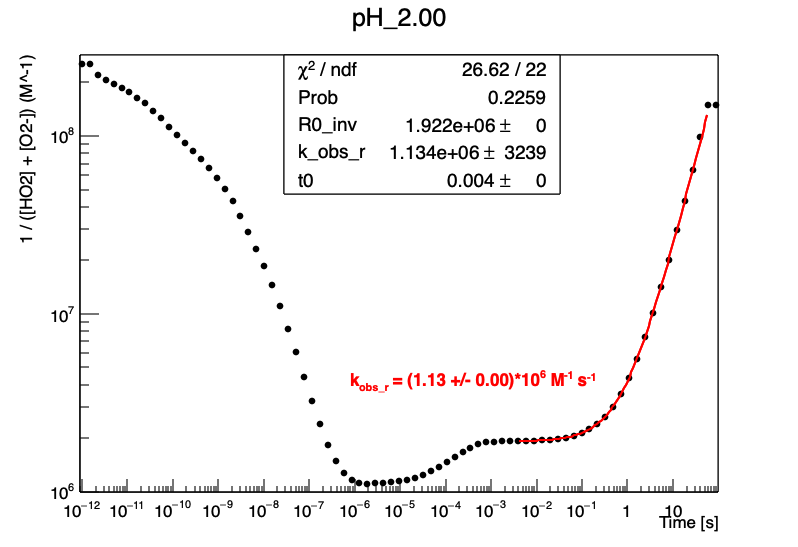 pH_2.00
1 / ([HO2] + [O2-]) (M^-1)
χ² / ndf 26.62 / 22
Prob 0.2259
R0_inv 1.922e+06 ± 0
k_obs_r 1.134e+06 ± 3239
t0 0.004 ± 0
10⁸
10⁷
10⁶
k_obs_r = (1.13 +/- 0.00)*10⁶ M⁻¹ s⁻¹
10⁻¹² 10⁻¹¹ 10⁻¹⁰ 10⁻⁹ 10⁻⁸ 10⁻⁷ 10⁻⁶ 10⁻⁵ 10⁻⁴ 10⁻³ 10⁻² 10⁻¹ 1 10
Time [s]